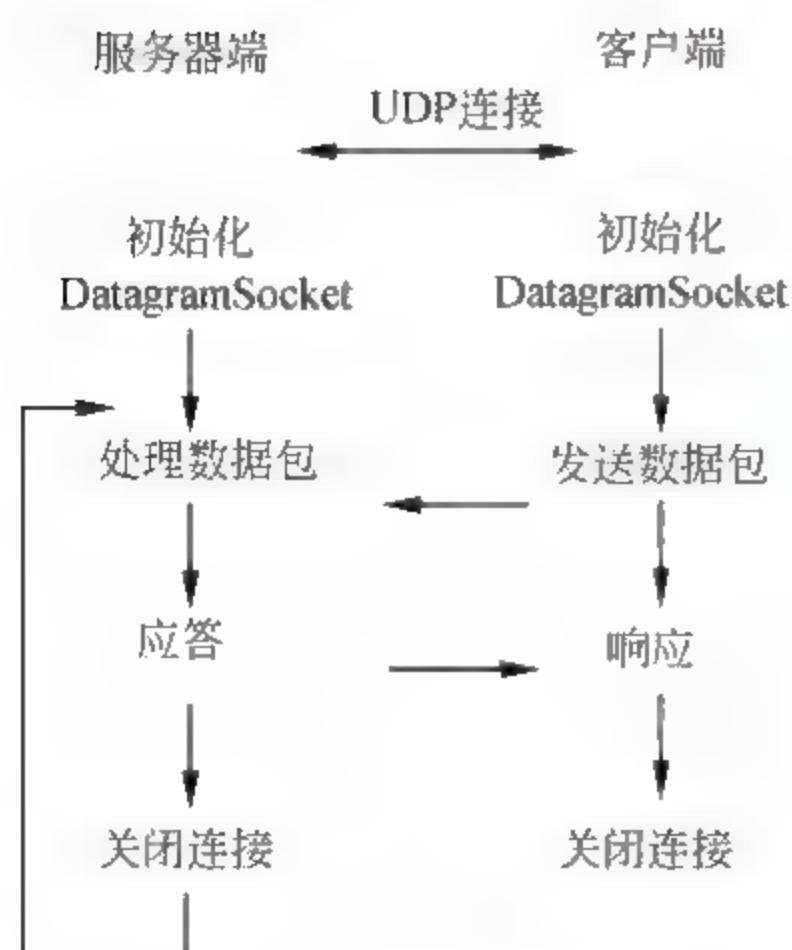 服务器端
客户端
UDP连接
初始化
DatagramSocket
初始化
DatagramSocket
处理数据包
发送数据包
应答
响应
关闭连接
关闭连接